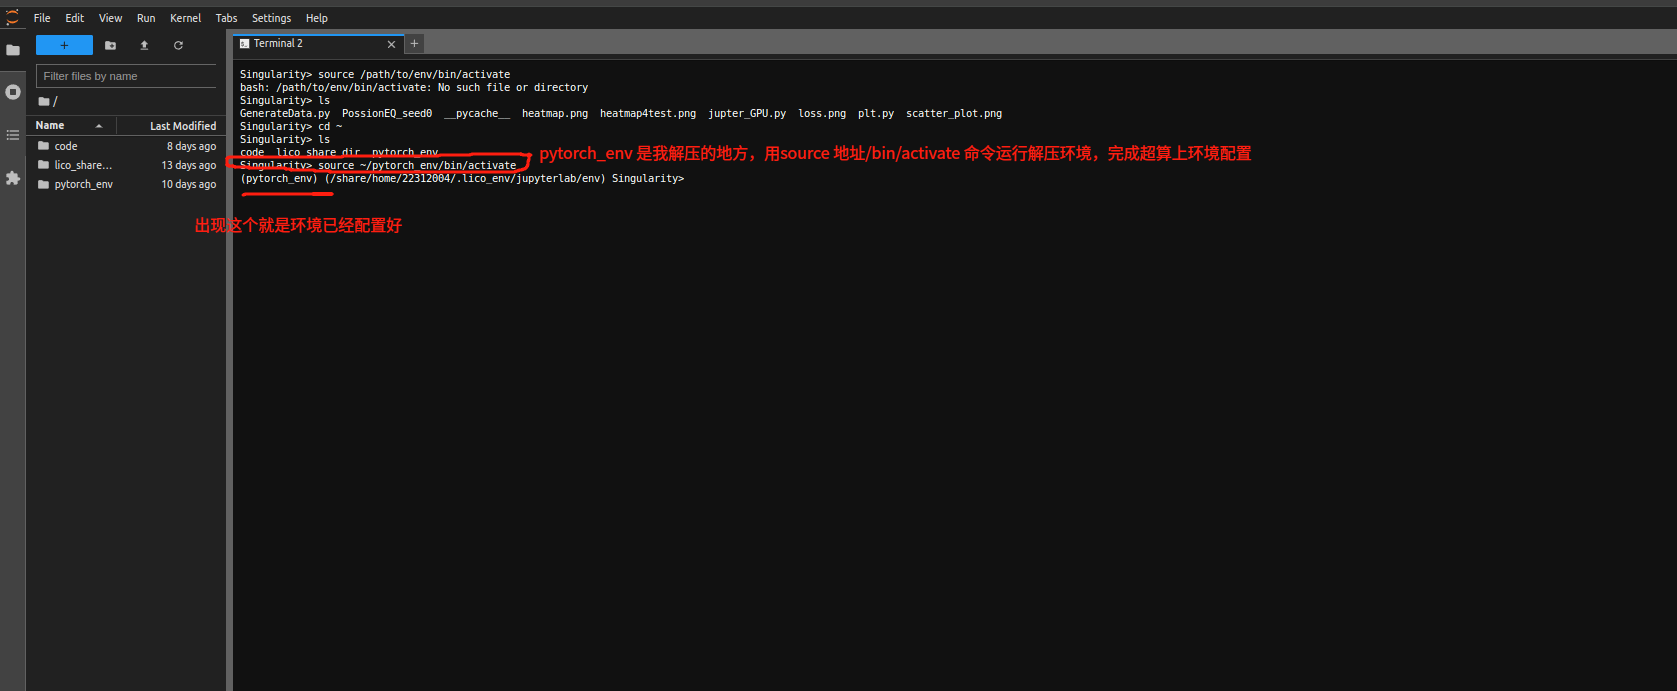 File Edit View Run Kernel Tabs Settings Help
+
Filter files by name
/
Name Last Modified
code 8 days ago
lico_share... 13 days ago
pytorch_env 10 days ago
Terminal 2
Singularity> source /path/to/env/bin/activate
bash: /path/to/env/bin/activate: No such file or directory
Singularity> ls
GenerateData.py PossionEQ_seed0 __pycache__ heatmap.png heatmap4test.png jupter_GPU.py loss.png plt.py scatter_plot.png
Singularity> cd ~
Singularity> ls
code lico_share_dir pytorch_env
Singularity> source ~/pytorch_env/bin/activate
(pytorch_env) (/share/home/22312004/.lico_env/jupyterlab/env) Singularity>
pytorch_env 是我解压的地方，用source 地址/bin/activate 命令运行解压环境，完成超算上环境配置
出现这个就是环境已经配置好